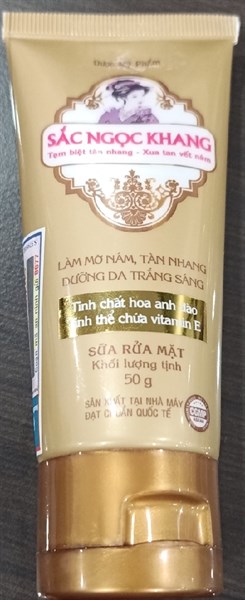 SẮC NGỌC KHANG
Tạm biệt tàn nhang - Xua tan vết nám
LÀM MỜ NÁM, TÀN NHANG
DƯỠNG DA TRẮNG SÁNG
Tinh chất hoa anh đào
Tinh thể chứa vitamin E
SỮA RỬA MẶT
Khối lượng tịnh
50 g
SẢN XUẤT TẠI NHÀ MÁY
ĐẠT CHUẨN QUỐC TẾ